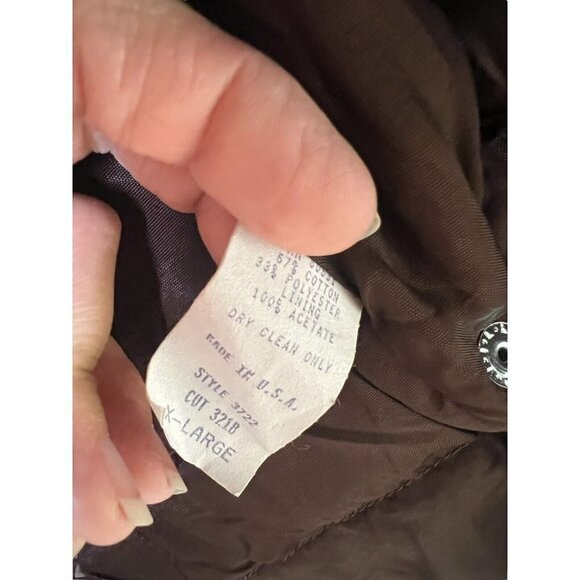 67% COTTON
33% POLYESTER
LINING
100% ACETATE
DRY CLEAN ONLY
MADE IN U.S.A.
STYLE 3722
CUT 3218
X-LARGE